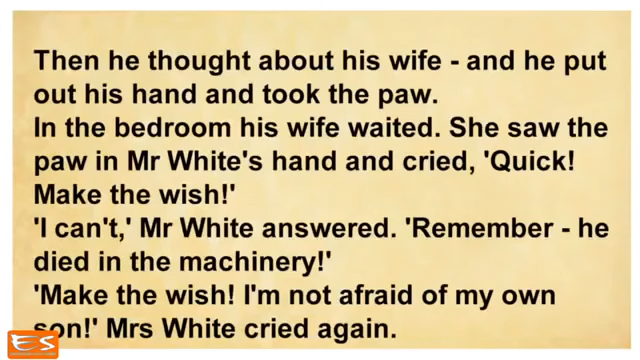 Then he thought about his wife - and he put
out his hand and took the paw.
In the bedroom his wife waited. She saw the
paw in Mr White's hand and cried, 'Quick!
Make the wish!'
'I can't,' Mr White answered. 'Remember - he
died in the machinery!'
'Make the wish! I'm not afraid of my own
son!' Mrs White cried again.
ES